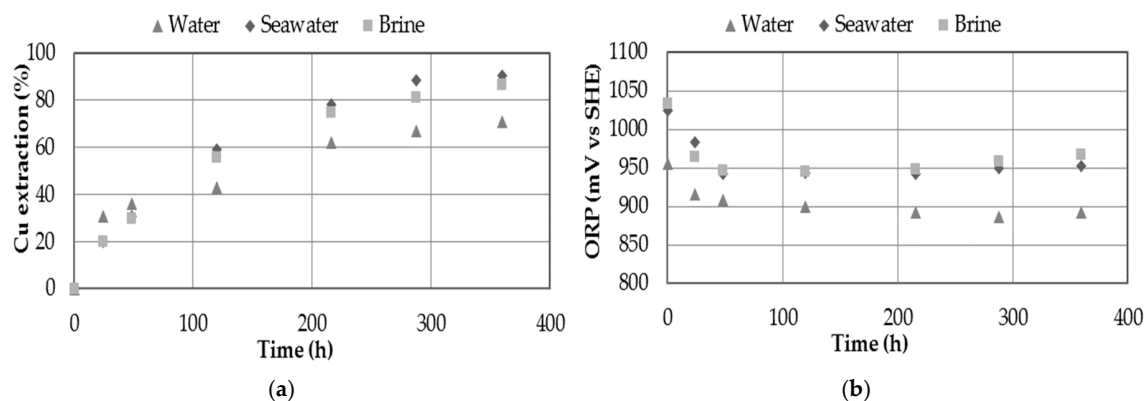 Water Seawater Brine
Cu extraction (%)
100
80
60
40
20
0
0 100 200 300 400
Time (h)
(a)
Water Seawater Brine
ORP (mV vs SHE)
1100
1050
1000
950
900
850
800
0 100 200 300 400
Time (h)
(b)